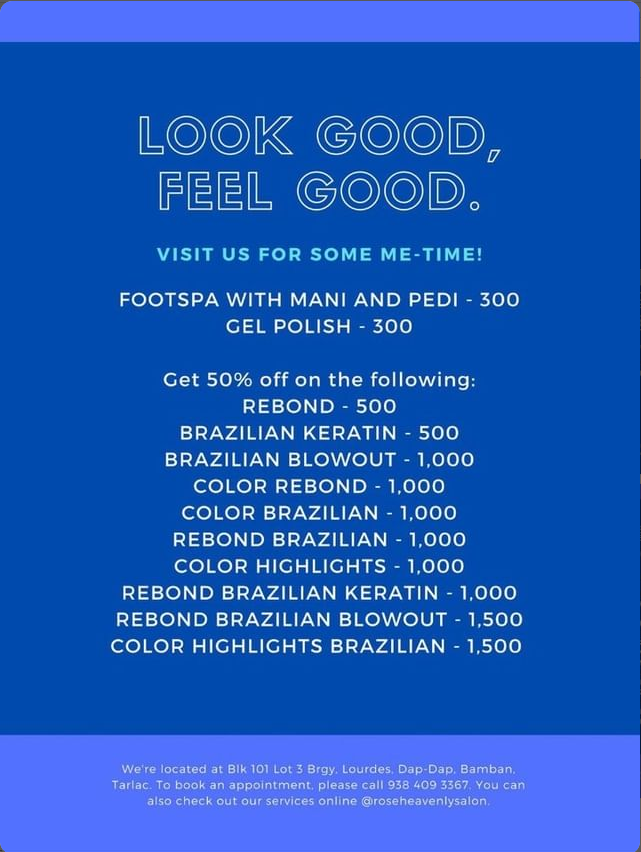 LOOK GOOD,
FEEL GOOD.
VISIT US FOR SOME ME-TIME!
FOOTSPA WITH MANI AND PEDI - 300
GEL POLISH - 300
Get 50% off on the following:
REBOND - 500
BRAZILIAN KERATIN - 500
BRAZILIAN BLOWOUT - 1,000
COLOR REBOND - 1,000
COLOR BRAZILIAN - 1,000
REBOND BRAZILIAN - 1,000
COLOR HIGHLIGHTS - 1,000
REBOND BRAZILIAN KERATIN - 1,000
REBOND BRAZILIAN BLOWOUT - 1,500
COLOR HIGHLIGHTS BRAZILIAN - 1,500
We're located at Blk 101 Lot 3 Brgy, Lourdes, Dap-Dap, Bamban,
Tarlac. To book an appointment, please call 938 409 3367. You can
also check out our services online @roseheavenlysalon.